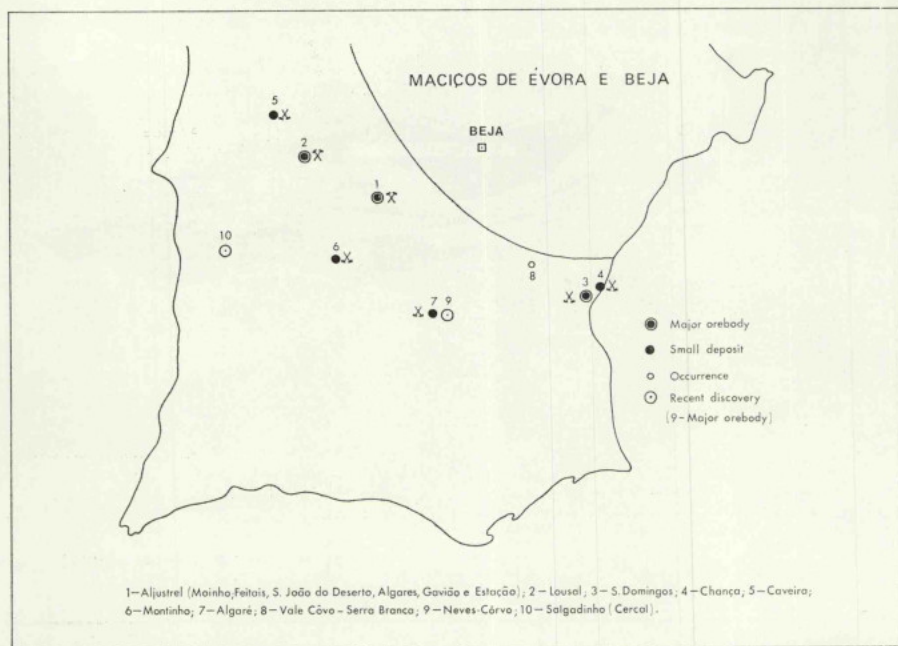 MACIÇOS DE ÉVORA E BEJA
BEJA
5
2
1
10
6
8
3
4
7
9
Major orebody
Small deposit
Occurrence
Recent discovery
(9-Major orebody)
1—Aljustrel (Moinho, Feitais, S. João do Deserto, Algares, Gavião e Estação); 2—Lousal; 3—S. Domingos; 4—Chança; 5—Caveira;
6—Montinho; 7—Algaré; 8—Vale Côvo – Serra Branca; 9—Neves-Côrvo; 10—Salgadinho (Cercal).